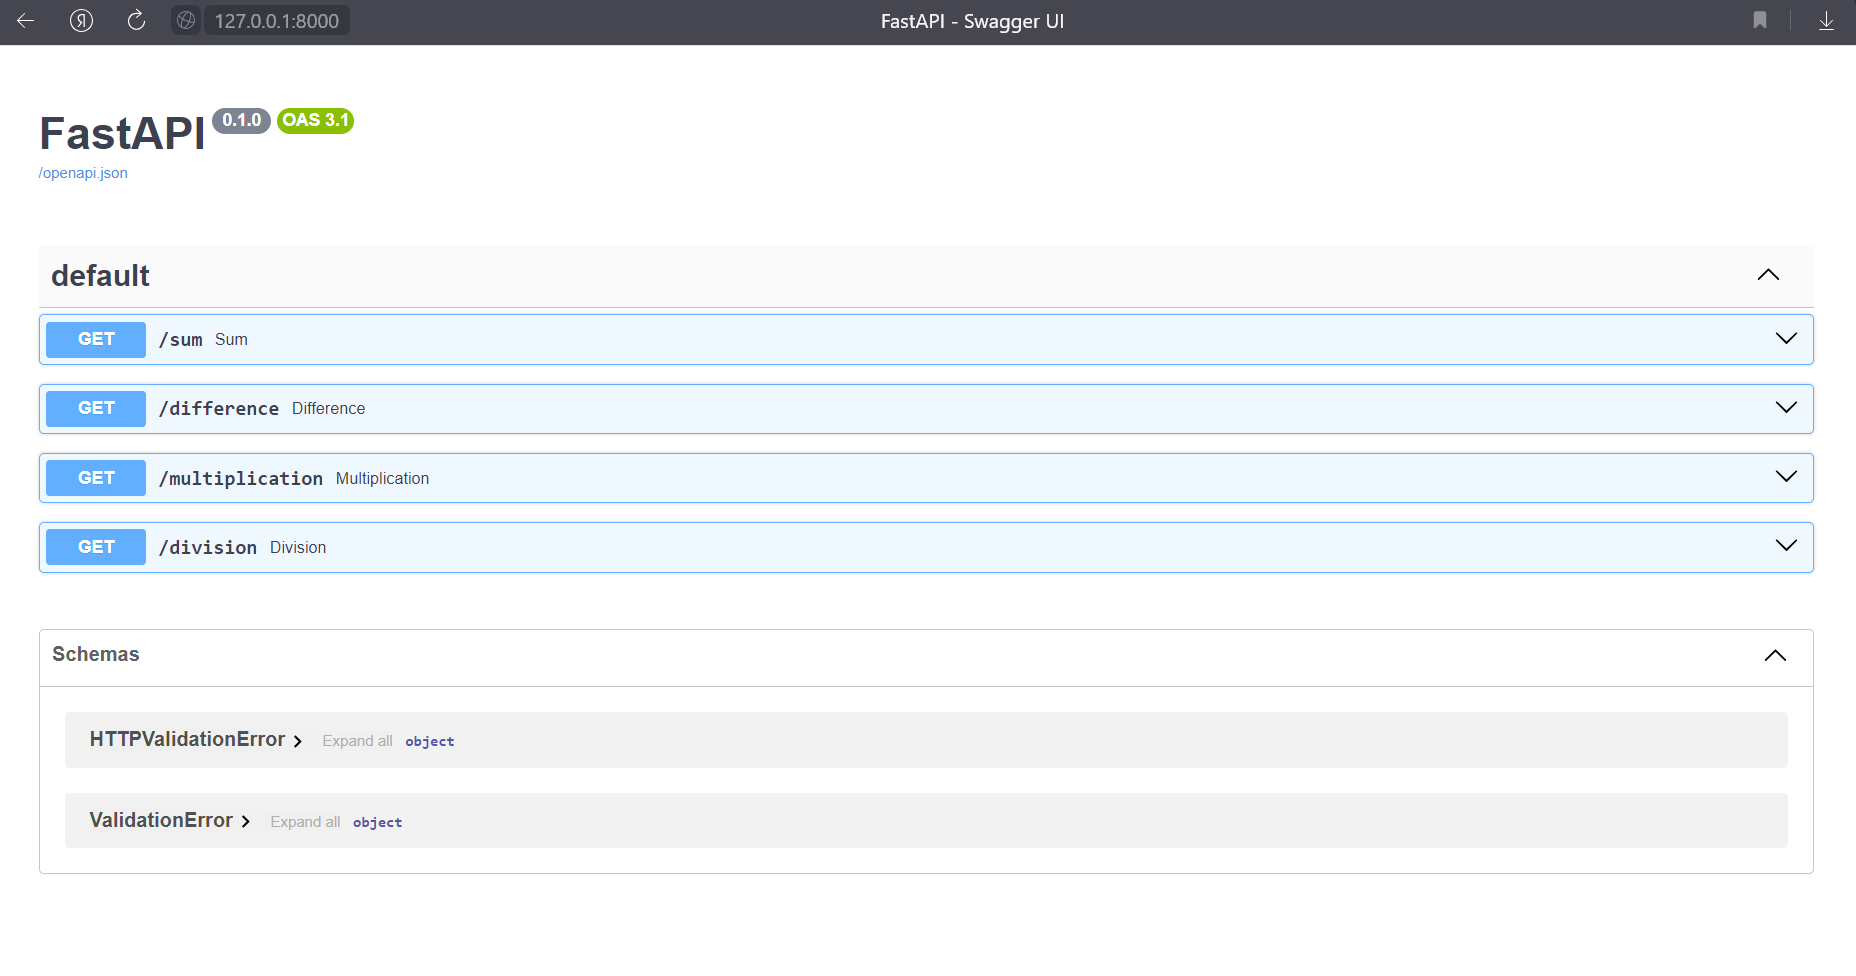 Я 127.0.0.1:8000 FastAPI - Swagger UI
FastAPI 0.1.0 OAS 3.1
/openapi.json
default
GET /sum Sum
GET /difference Difference
GET /multiplication Multiplication
GET /division Division
Schemas
HTTPValidationError Expand all object
ValidationError Expand all object